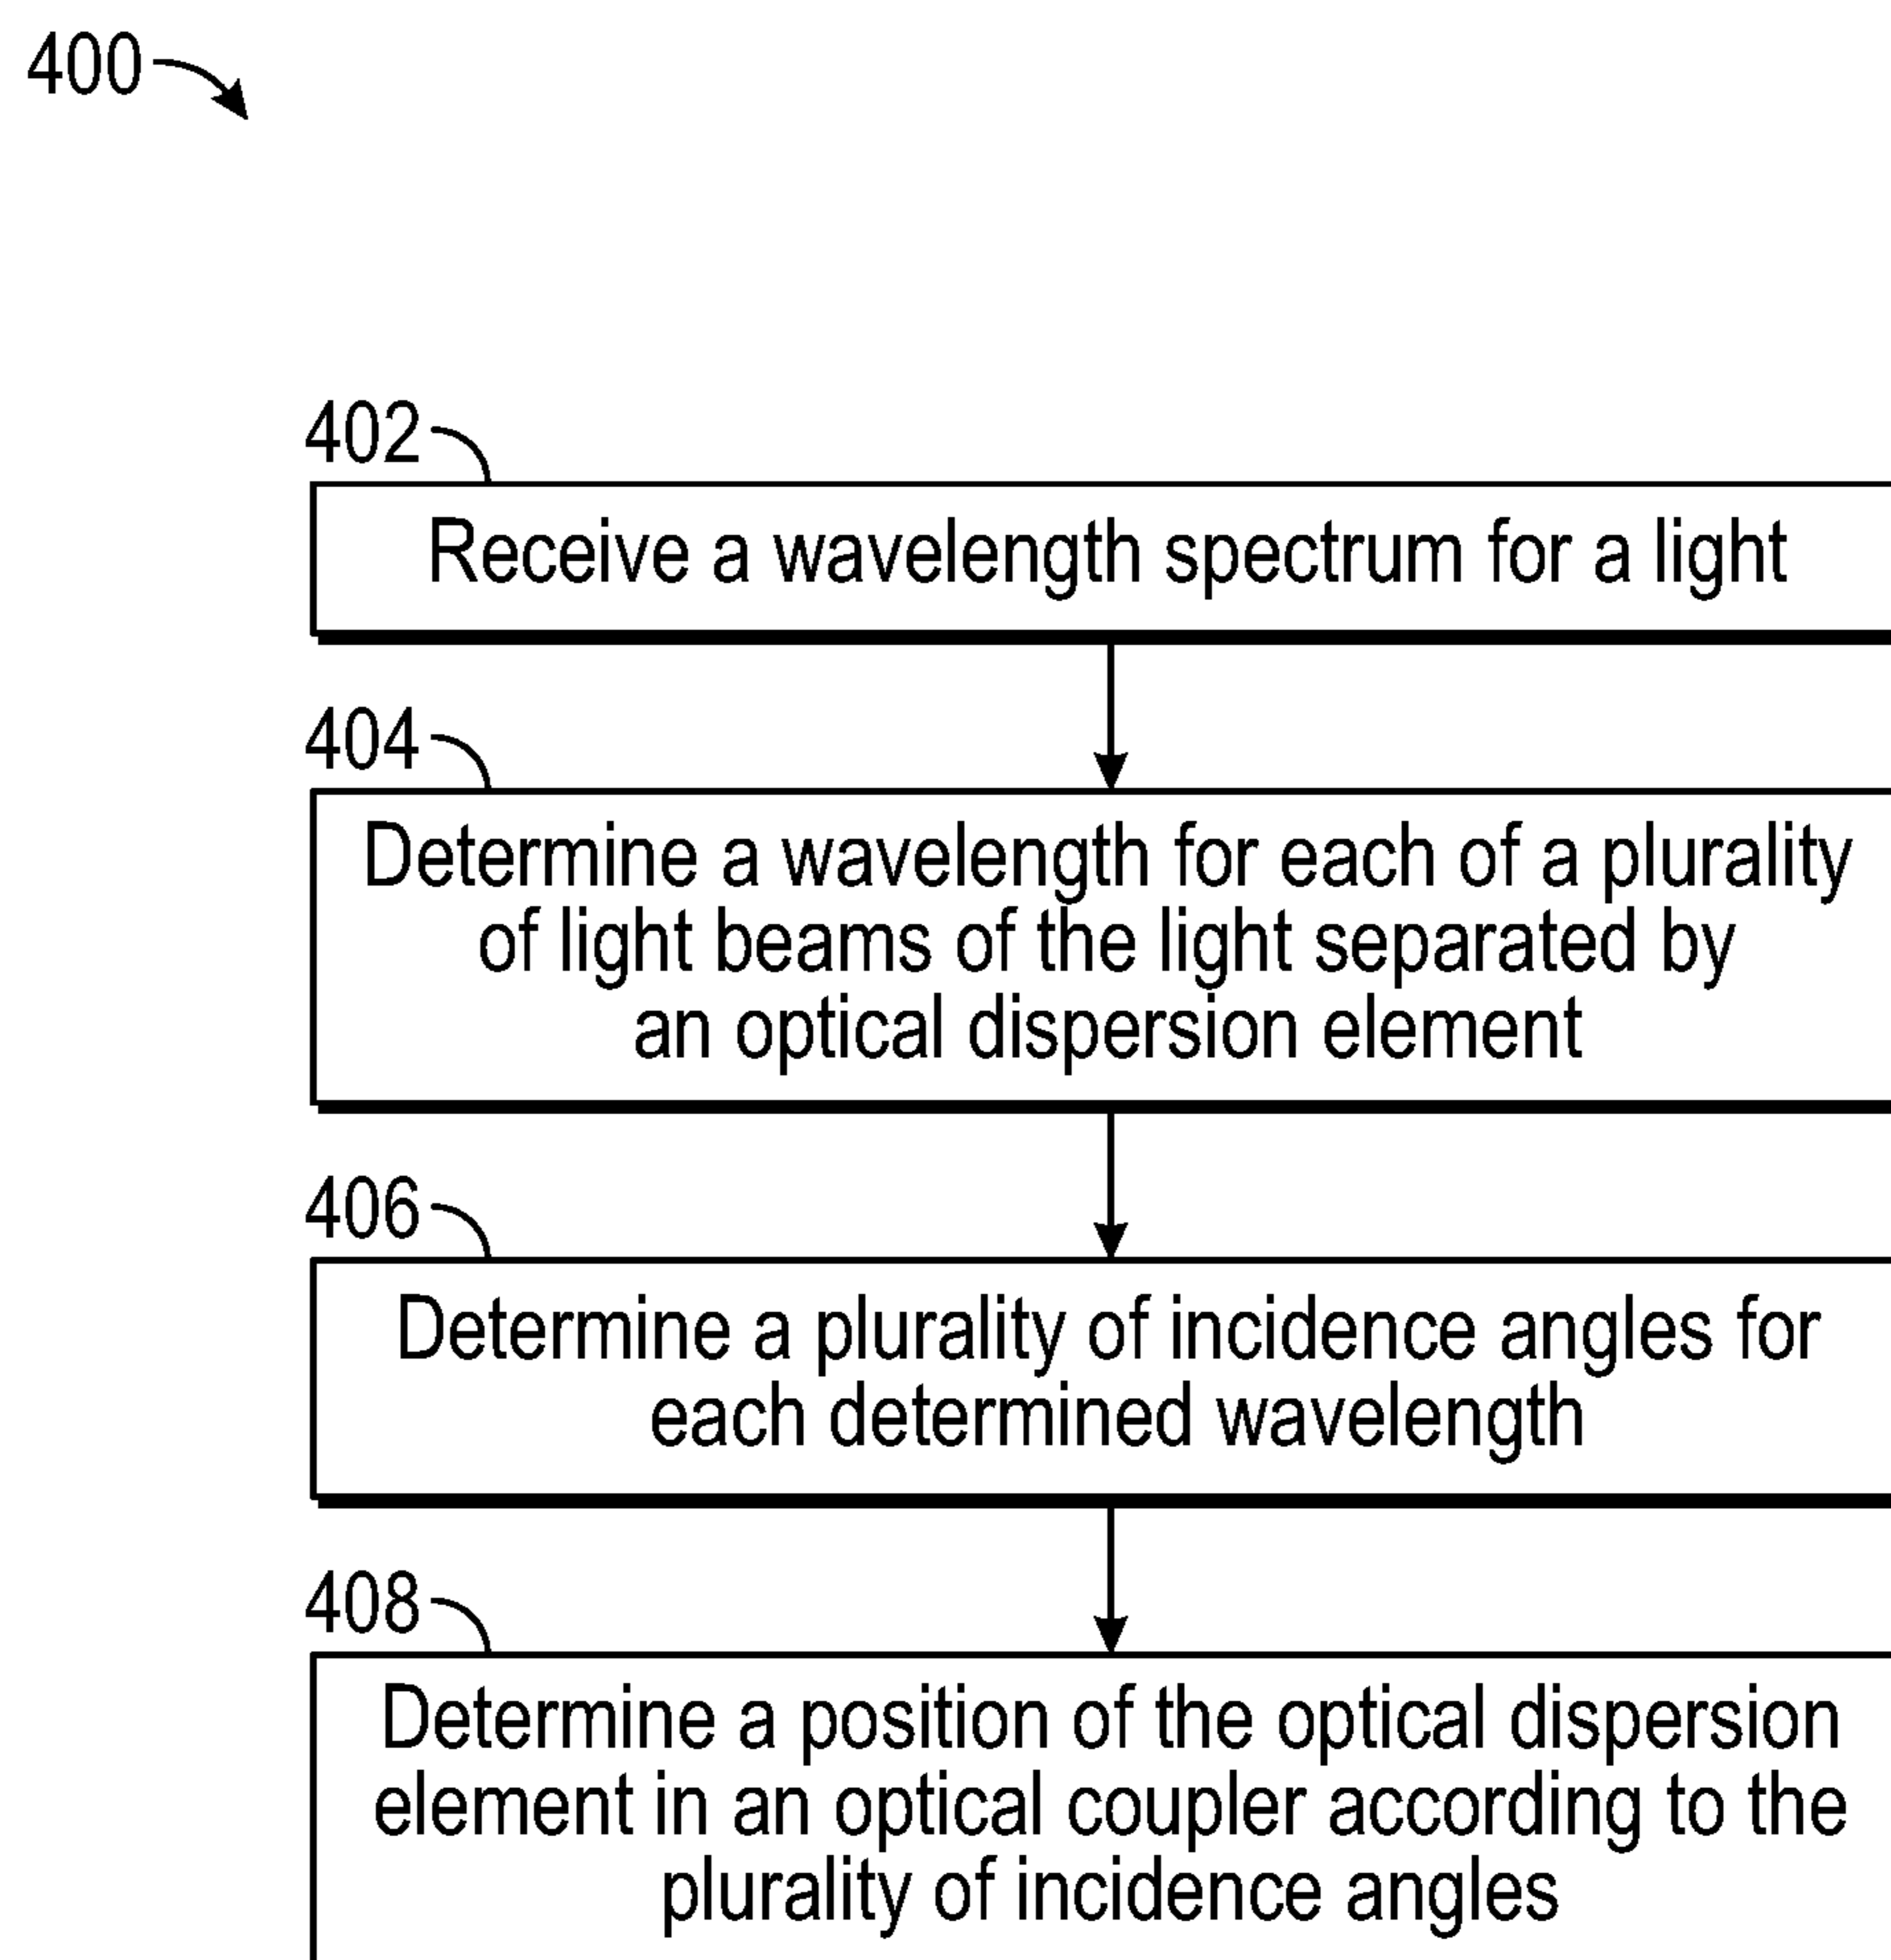 400
402
Receive a wavelength spectrum for a light
404
Determine a wavelength for each of a plurality
of light beams of the light separated by
an optical dispersion element
406
Determine a plurality of incidence angles for
each determined wavelength
408
Determine a position of the optical dispersion
element in an optical coupler according to the
plurality of incidence angles